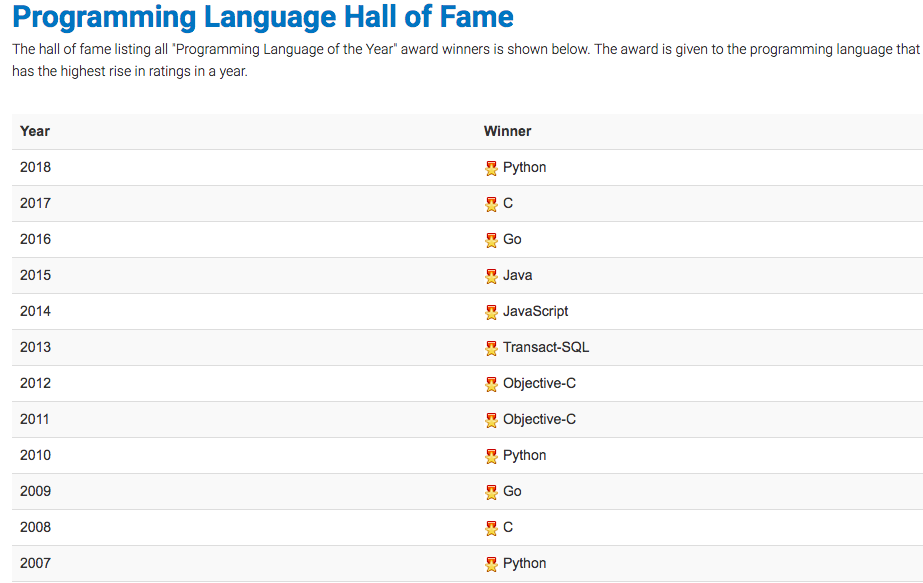 Programming Language Hall of Fame
The hall of fame listing all "Programming Language of the Year" award winners is shown below. The award is given to the programming language that
has the highest rise in ratings in a year.
Year Winner
2018 Python
2017 C
2016 Go
2015 Java
2014 JavaScript
2013 Transact-SQL
2012 Objective-C
2011 Objective-C
2010 Python
2009 Go
2008 C
2007 Python